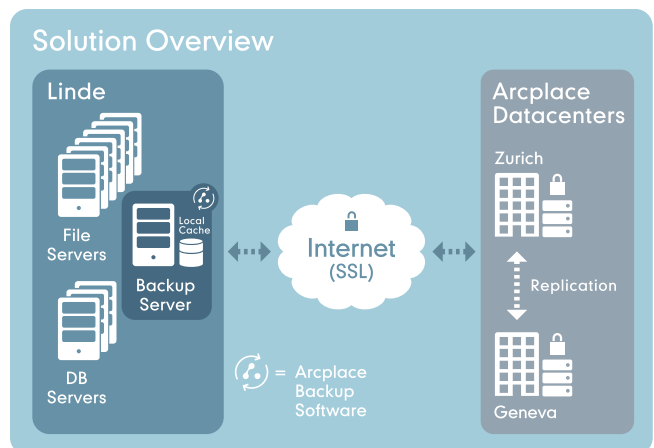 Solution Overview
Linde
File
Servers
Local
Cache
Backup
Server
DB
Servers
Internet
(SSL)
= Arcplace
Backup
Software
Arcplace
Datacenters
Zurich
Replication
Geneva